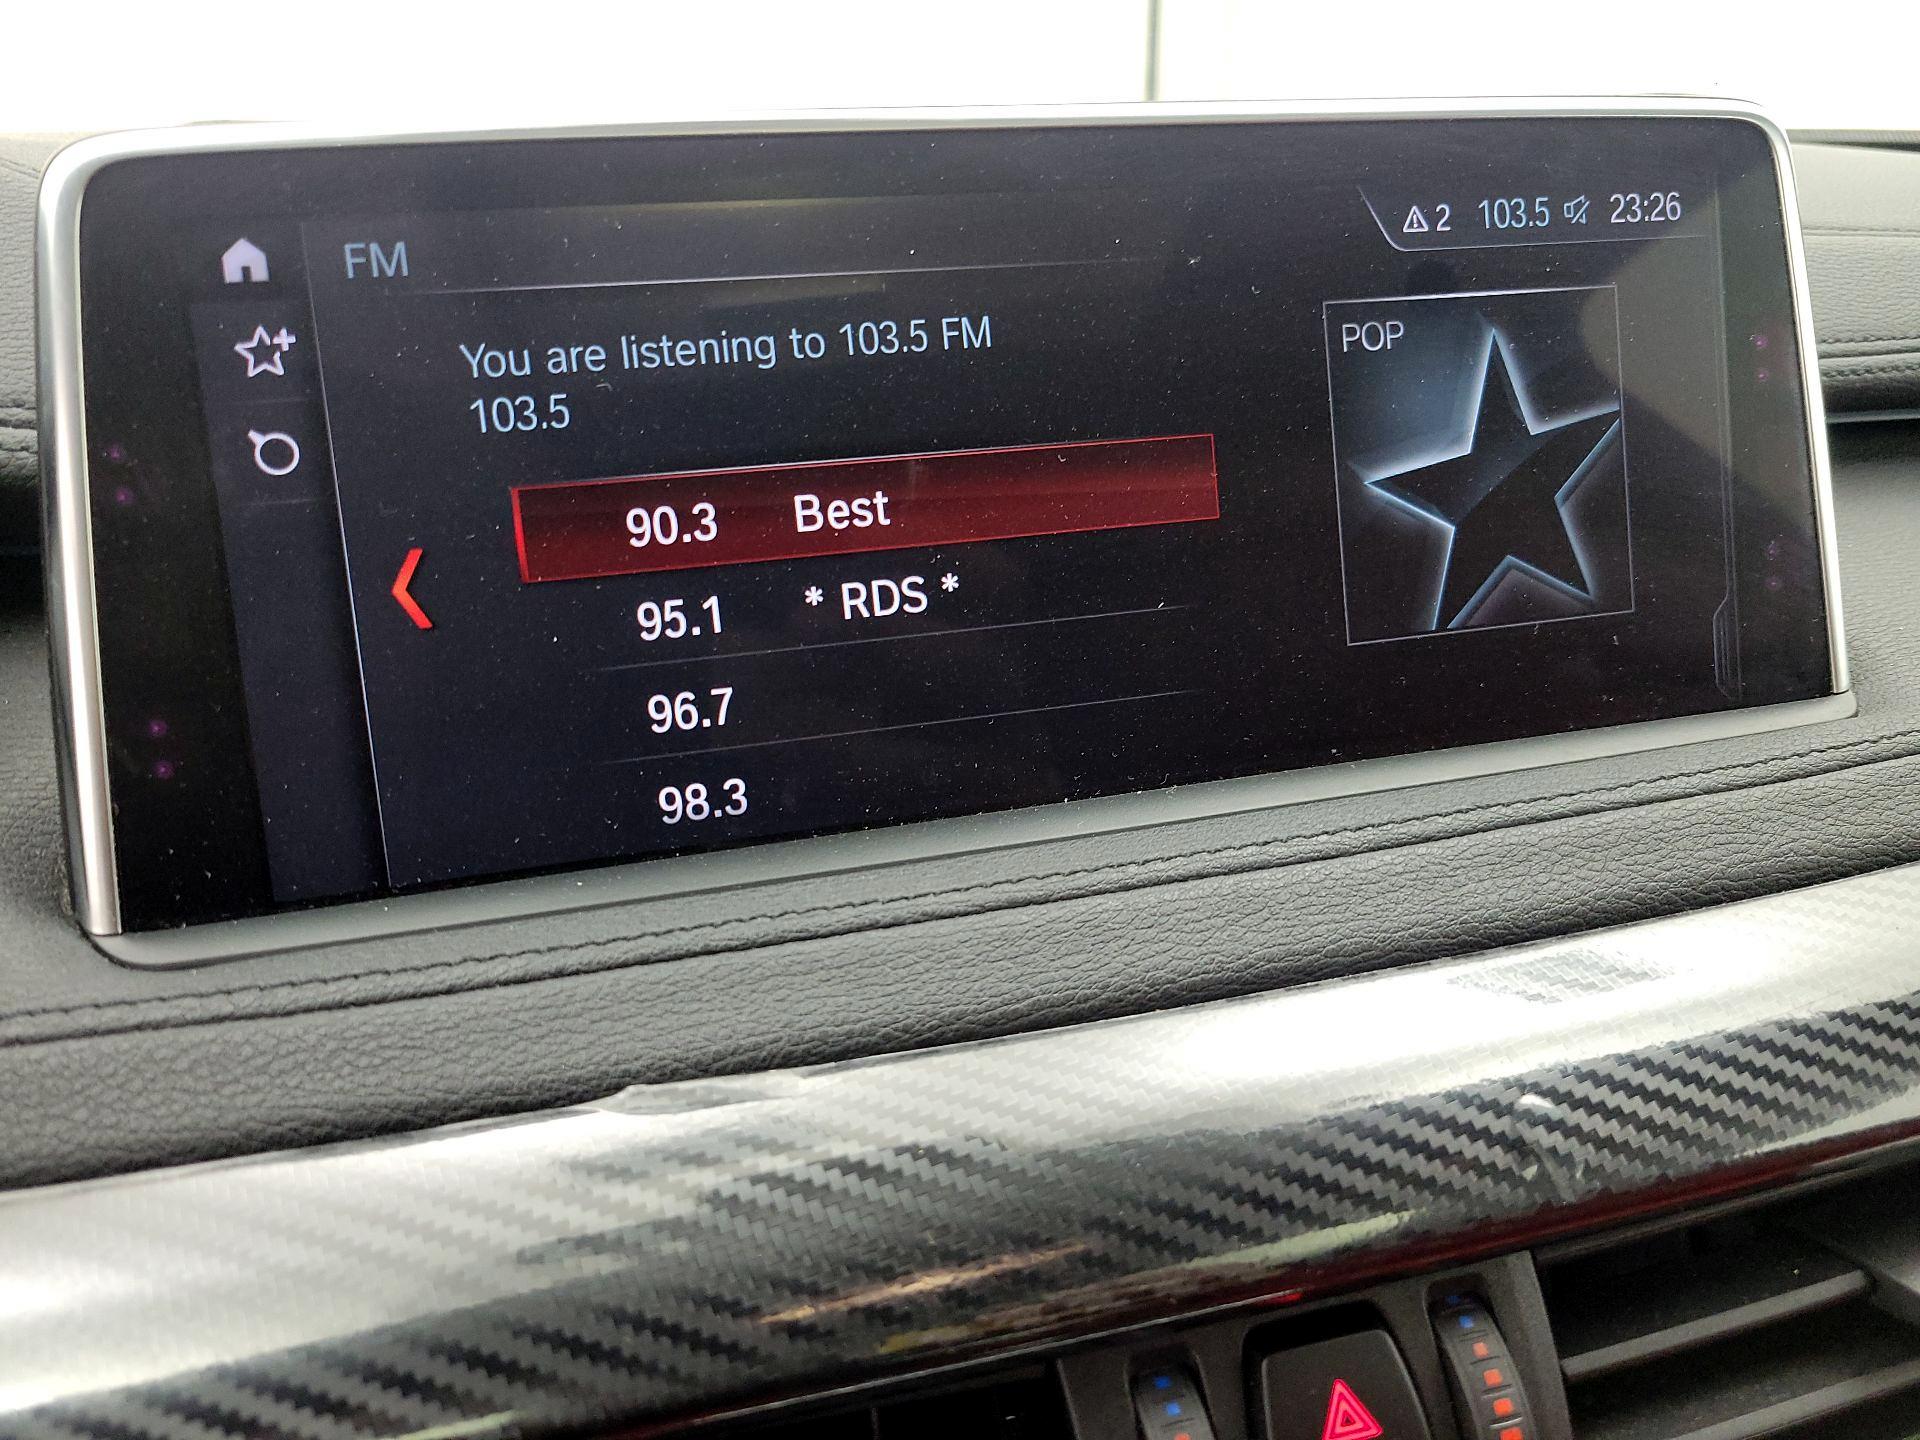 2 103.5 23:26
FM
You are listening to 103.5 FM
103.5
POP
90.3 Best
95.1 * RDS *
96.7
98.3